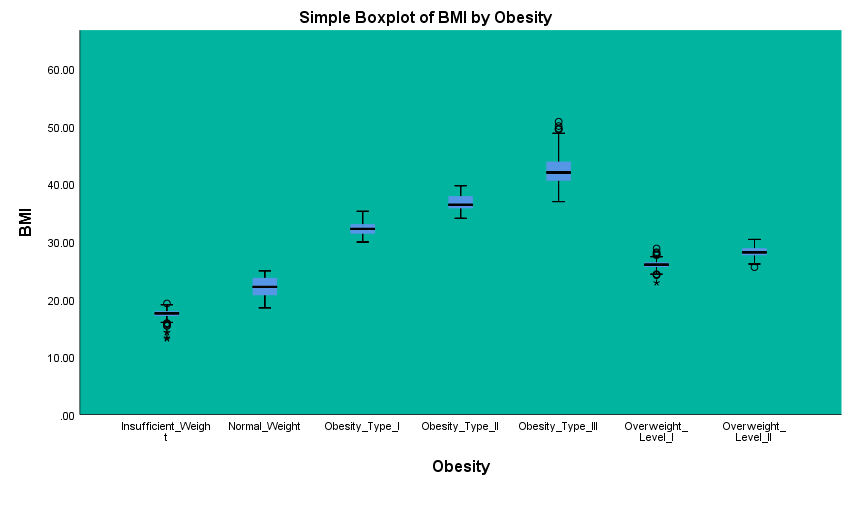 Simple Boxplot of BMI by Obesity
BMI
60.00
50.00
40.00
30.00
20.00
10.00
.00
Insufficient_Weigh
t
Normal_Weight
Obesity_Type_I
Obesity_Type_II
Obesity_Type_III
Overweight_
Level_I
Overweight_
Level_II
Obesity